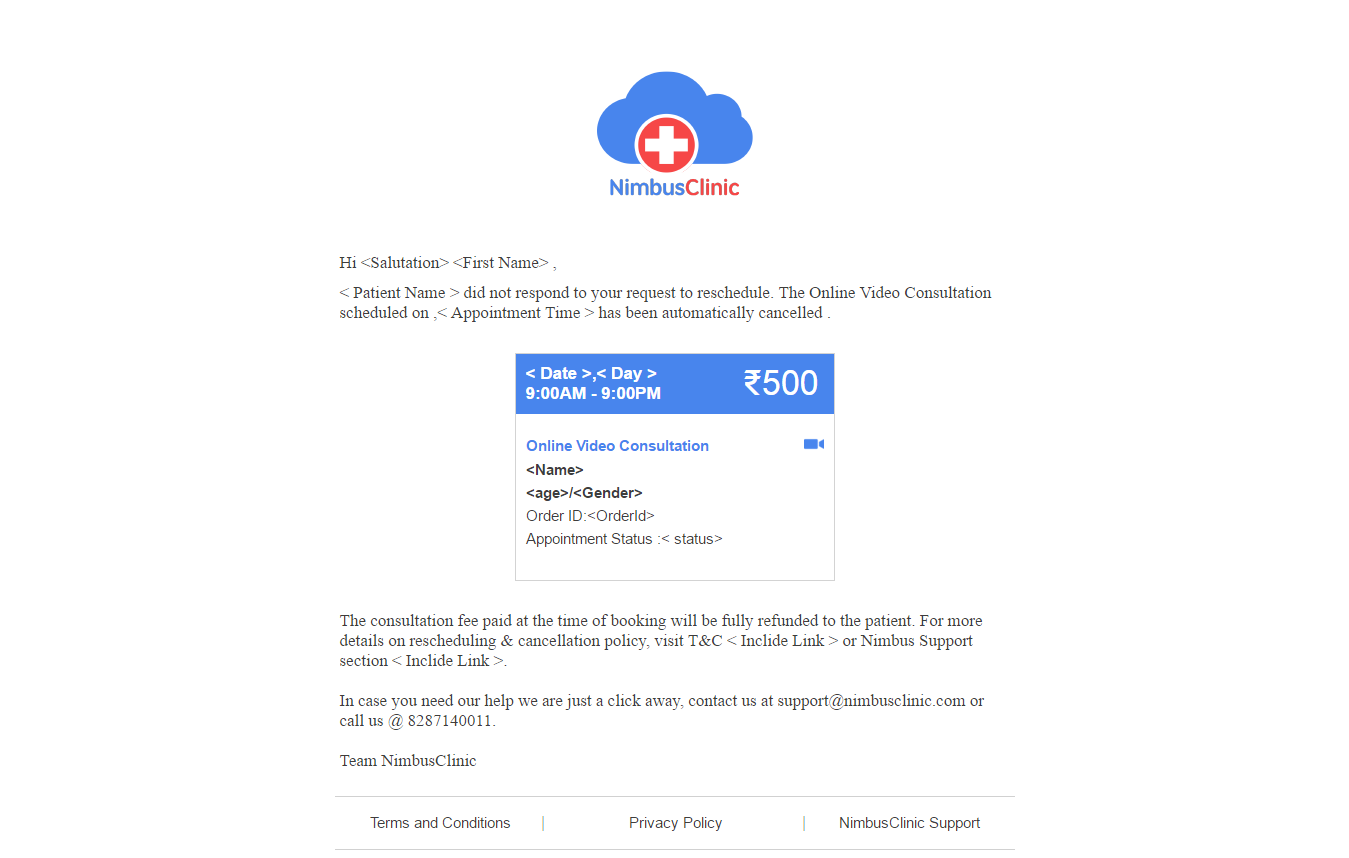 NimbusClinic
Hi <Salutation> <First Name> ,
< Patient Name > did not respond to your request to reschedule. The Online Video Consultation
scheduled on ,< Appointment Time > has been automatically cancelled .
< Date >,< Day >
9:00AM - 9:00PM
₹500
Online Video Consultation
<Name>
<age>/<Gender>
Order ID:<OrderId>
Appointment Status :< status>
The consultation fee paid at the time of booking will be fully refunded to the patient. For more
details on rescheduling & cancellation policy, visit T&C < Inclide Link > or Nimbus Support
section < Inclide Link >.
In case you need our help we are just a click away, contact us at support@nimbusclinic.com or
call us @ 8287140011.
Team NimbusClinic
Terms and Conditions | Privacy Policy | NimbusClinic Support